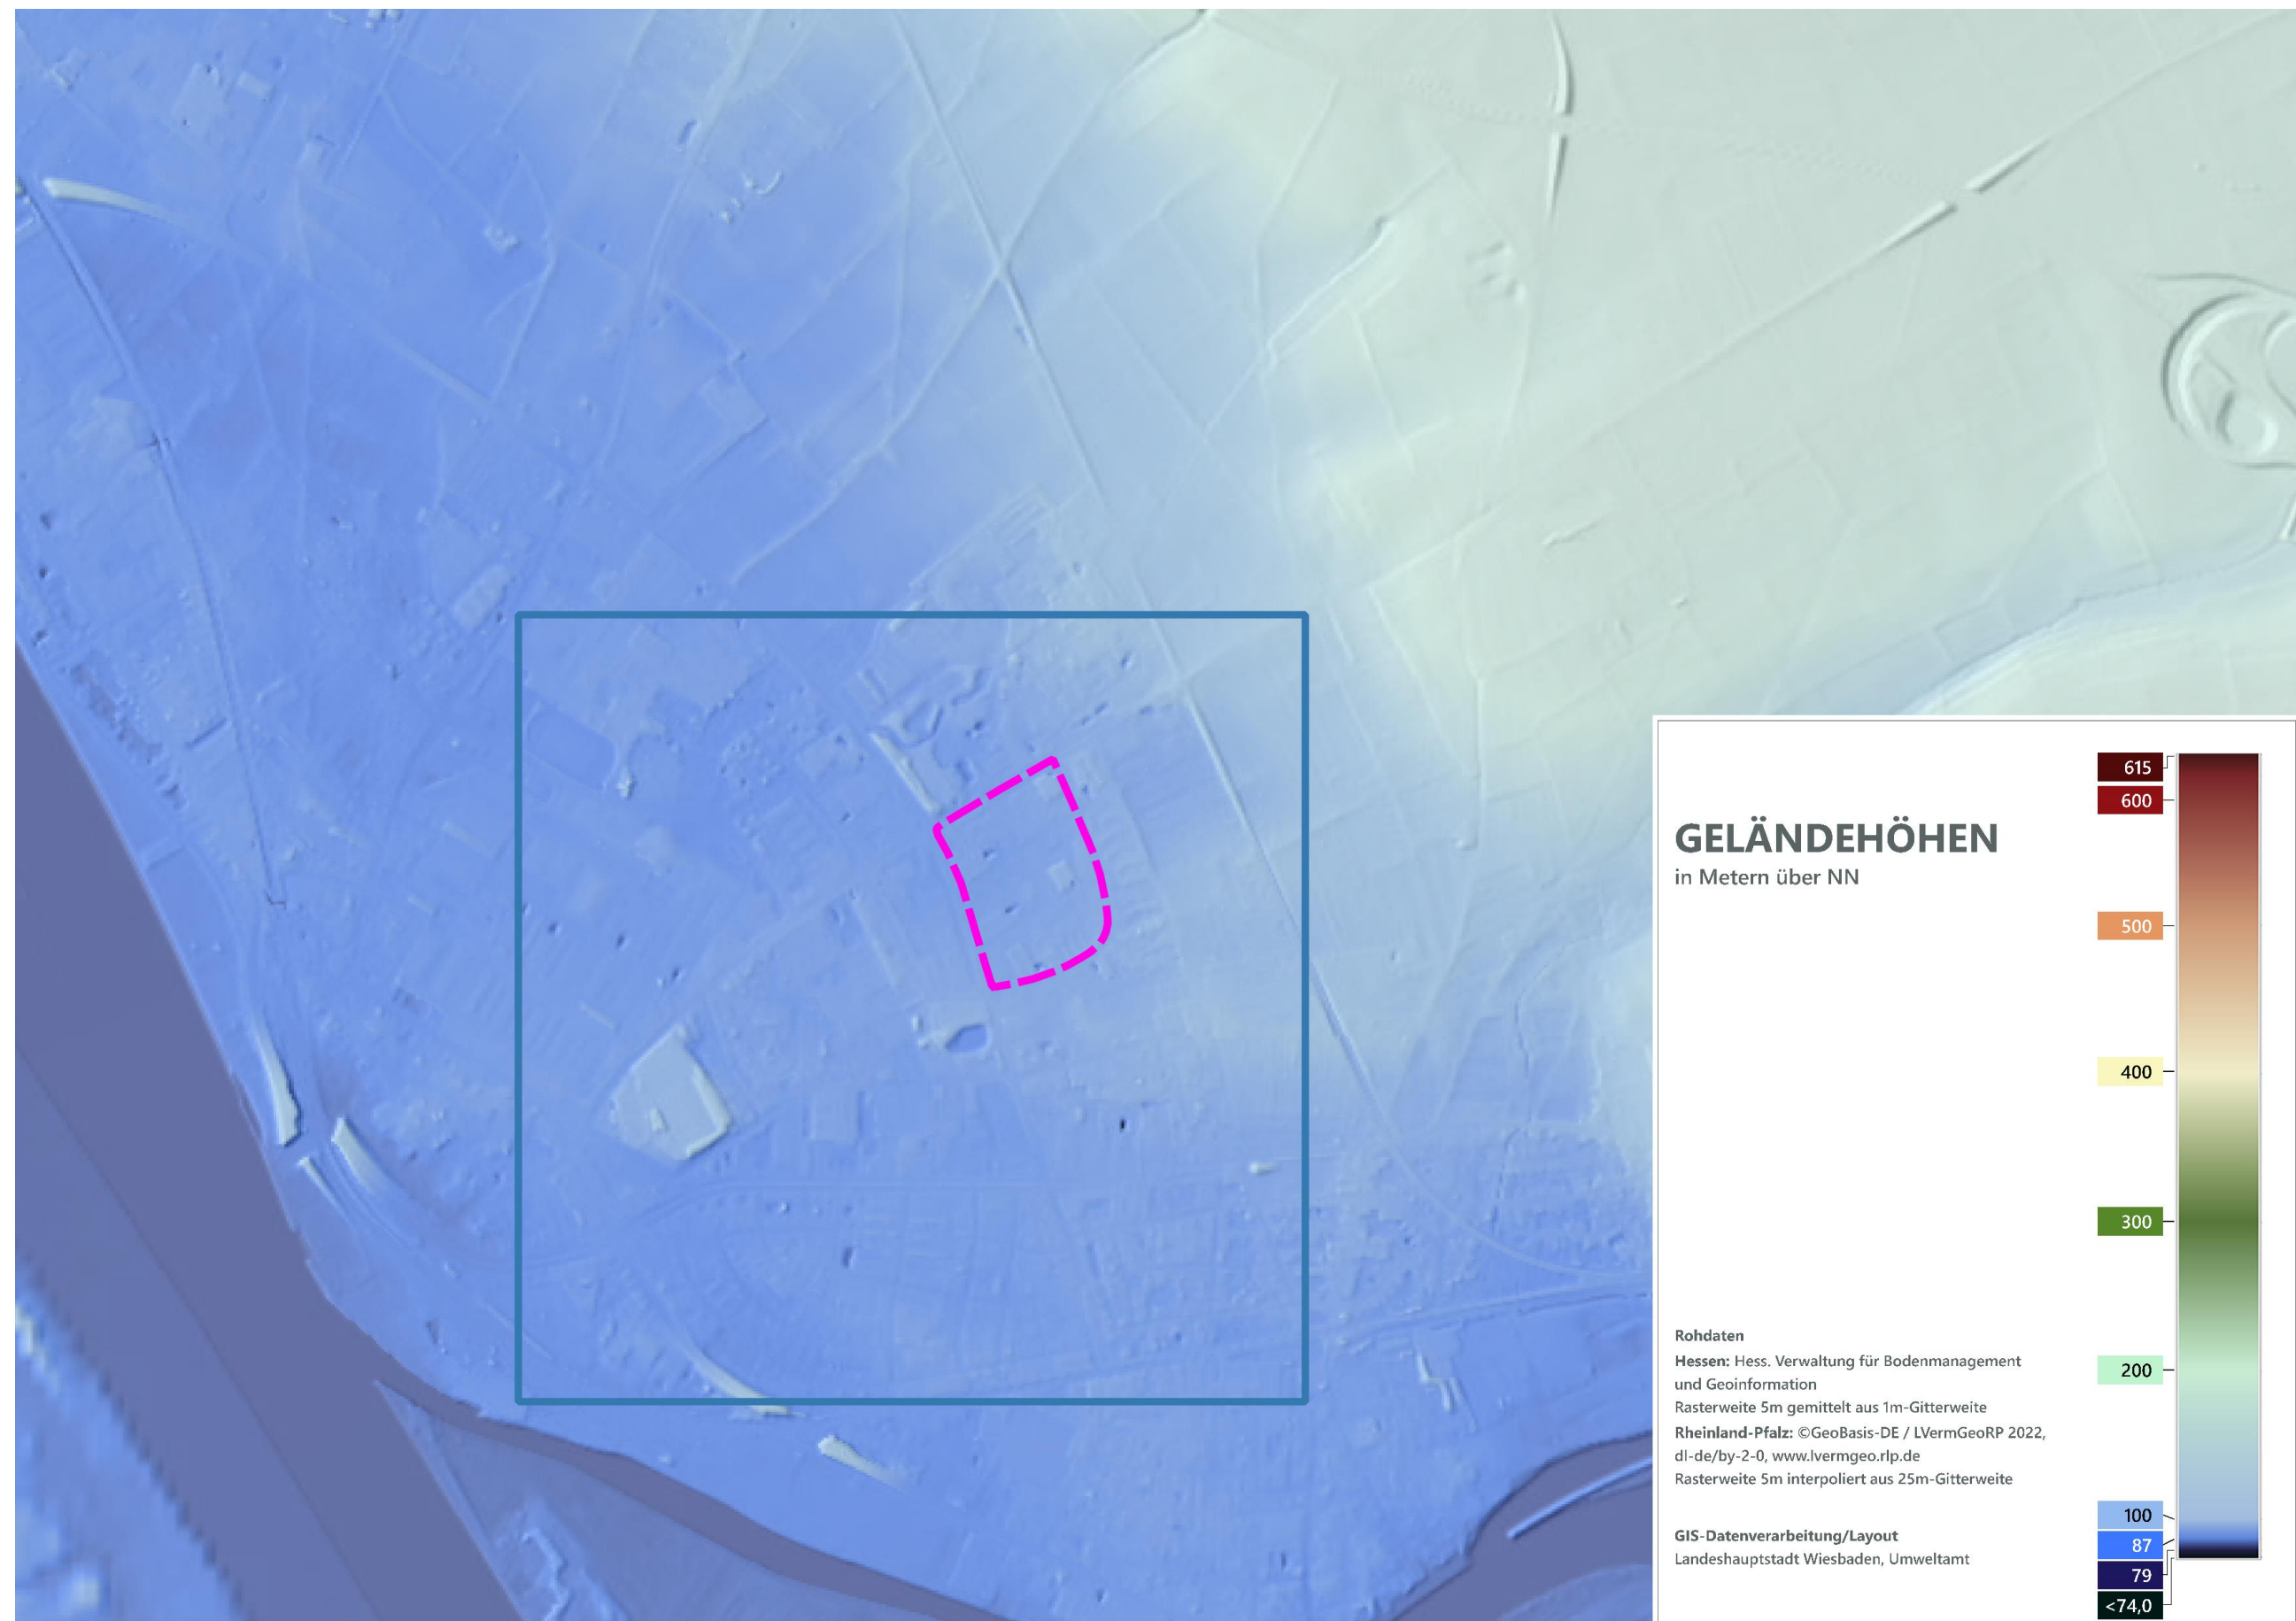 GELÄNDEHÖHEN
in Metern über NN
615
600
500
400
300
200
100
87
79
<74,0
Rohdaten
Hessen: Hess. Verwaltung für Bodenmanagement
und Geoinformation
Rasterweite 5m gemittelt aus 1m-Gitterweite
Rheinland-Pfalz: ©GeoBasis-DE / LVermGeoRP 2022,
dl-de/by-2-0, www.lvermgeo.rlp.de
Rasterweite 5m interpoliert aus 25m-Gitterweite
GIS-Datenverarbeitung/Layout
Landeshauptstadt Wiesbaden, Umweltamt